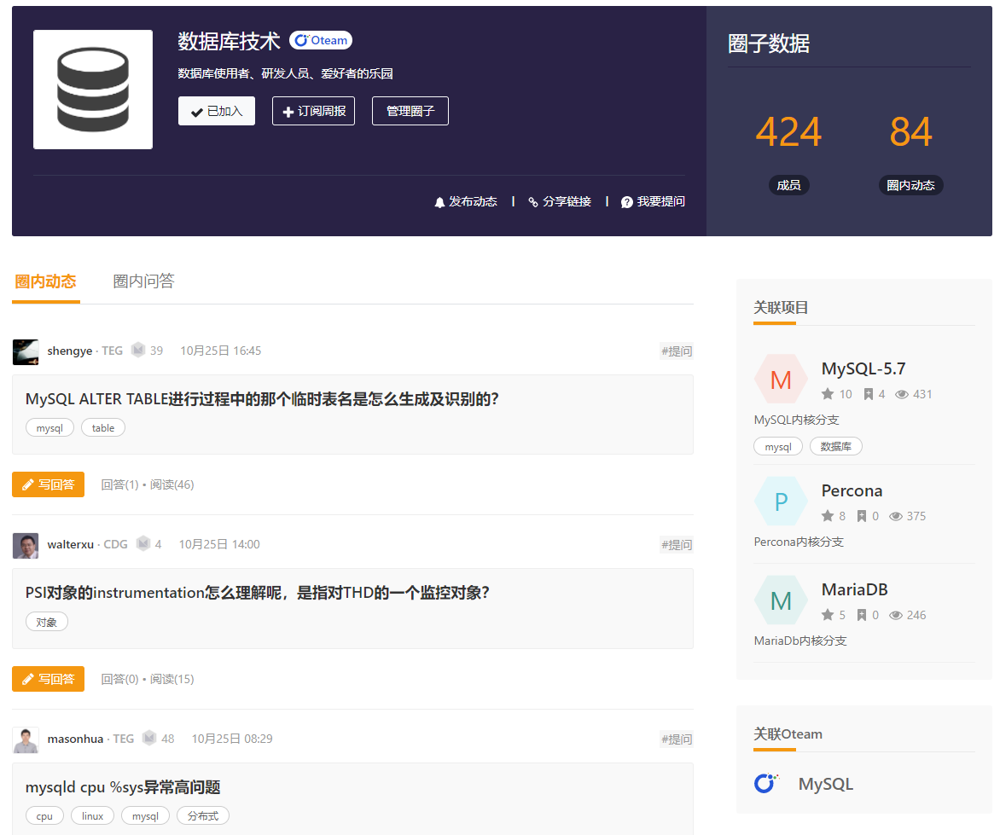 数据库技术 Oteam
数据库使用者、研发人员、爱好者的乐园
已加入 订阅周报 管理圈子
发布动态 | 分享链接 | 我要提问
圈子数据
424 84
成员 圈内动态
圈内动态 圈内问答
shengye · TEG 39 10月25日 16:45 #提问
MySQL ALTER TABLE进行过程中的那个临时表名是怎么生成及识别的?
mysql table
写回答 回答(1) • 阅读(46)
walterxu · CDG 4 10月25日 14:00 #提问
PSI对象的instrumentation怎么理解呢，是指对THD的一个监控对象?
对象
写回答 回答(0) • 阅读(15)
masonhua · TEG 48 10月25日 08:29 #提问
mysqld cpu %sys异常高问题
cpu linux mysql 分布式
关联项目
M MySQL-5.7
10 4 431
MySQL内核分支
mysql 数据库
P Percona
8 0 375
Percona内核分支
M MariaDB
5 0 246
MariaDb内核分支
关联Oteam
MySQL